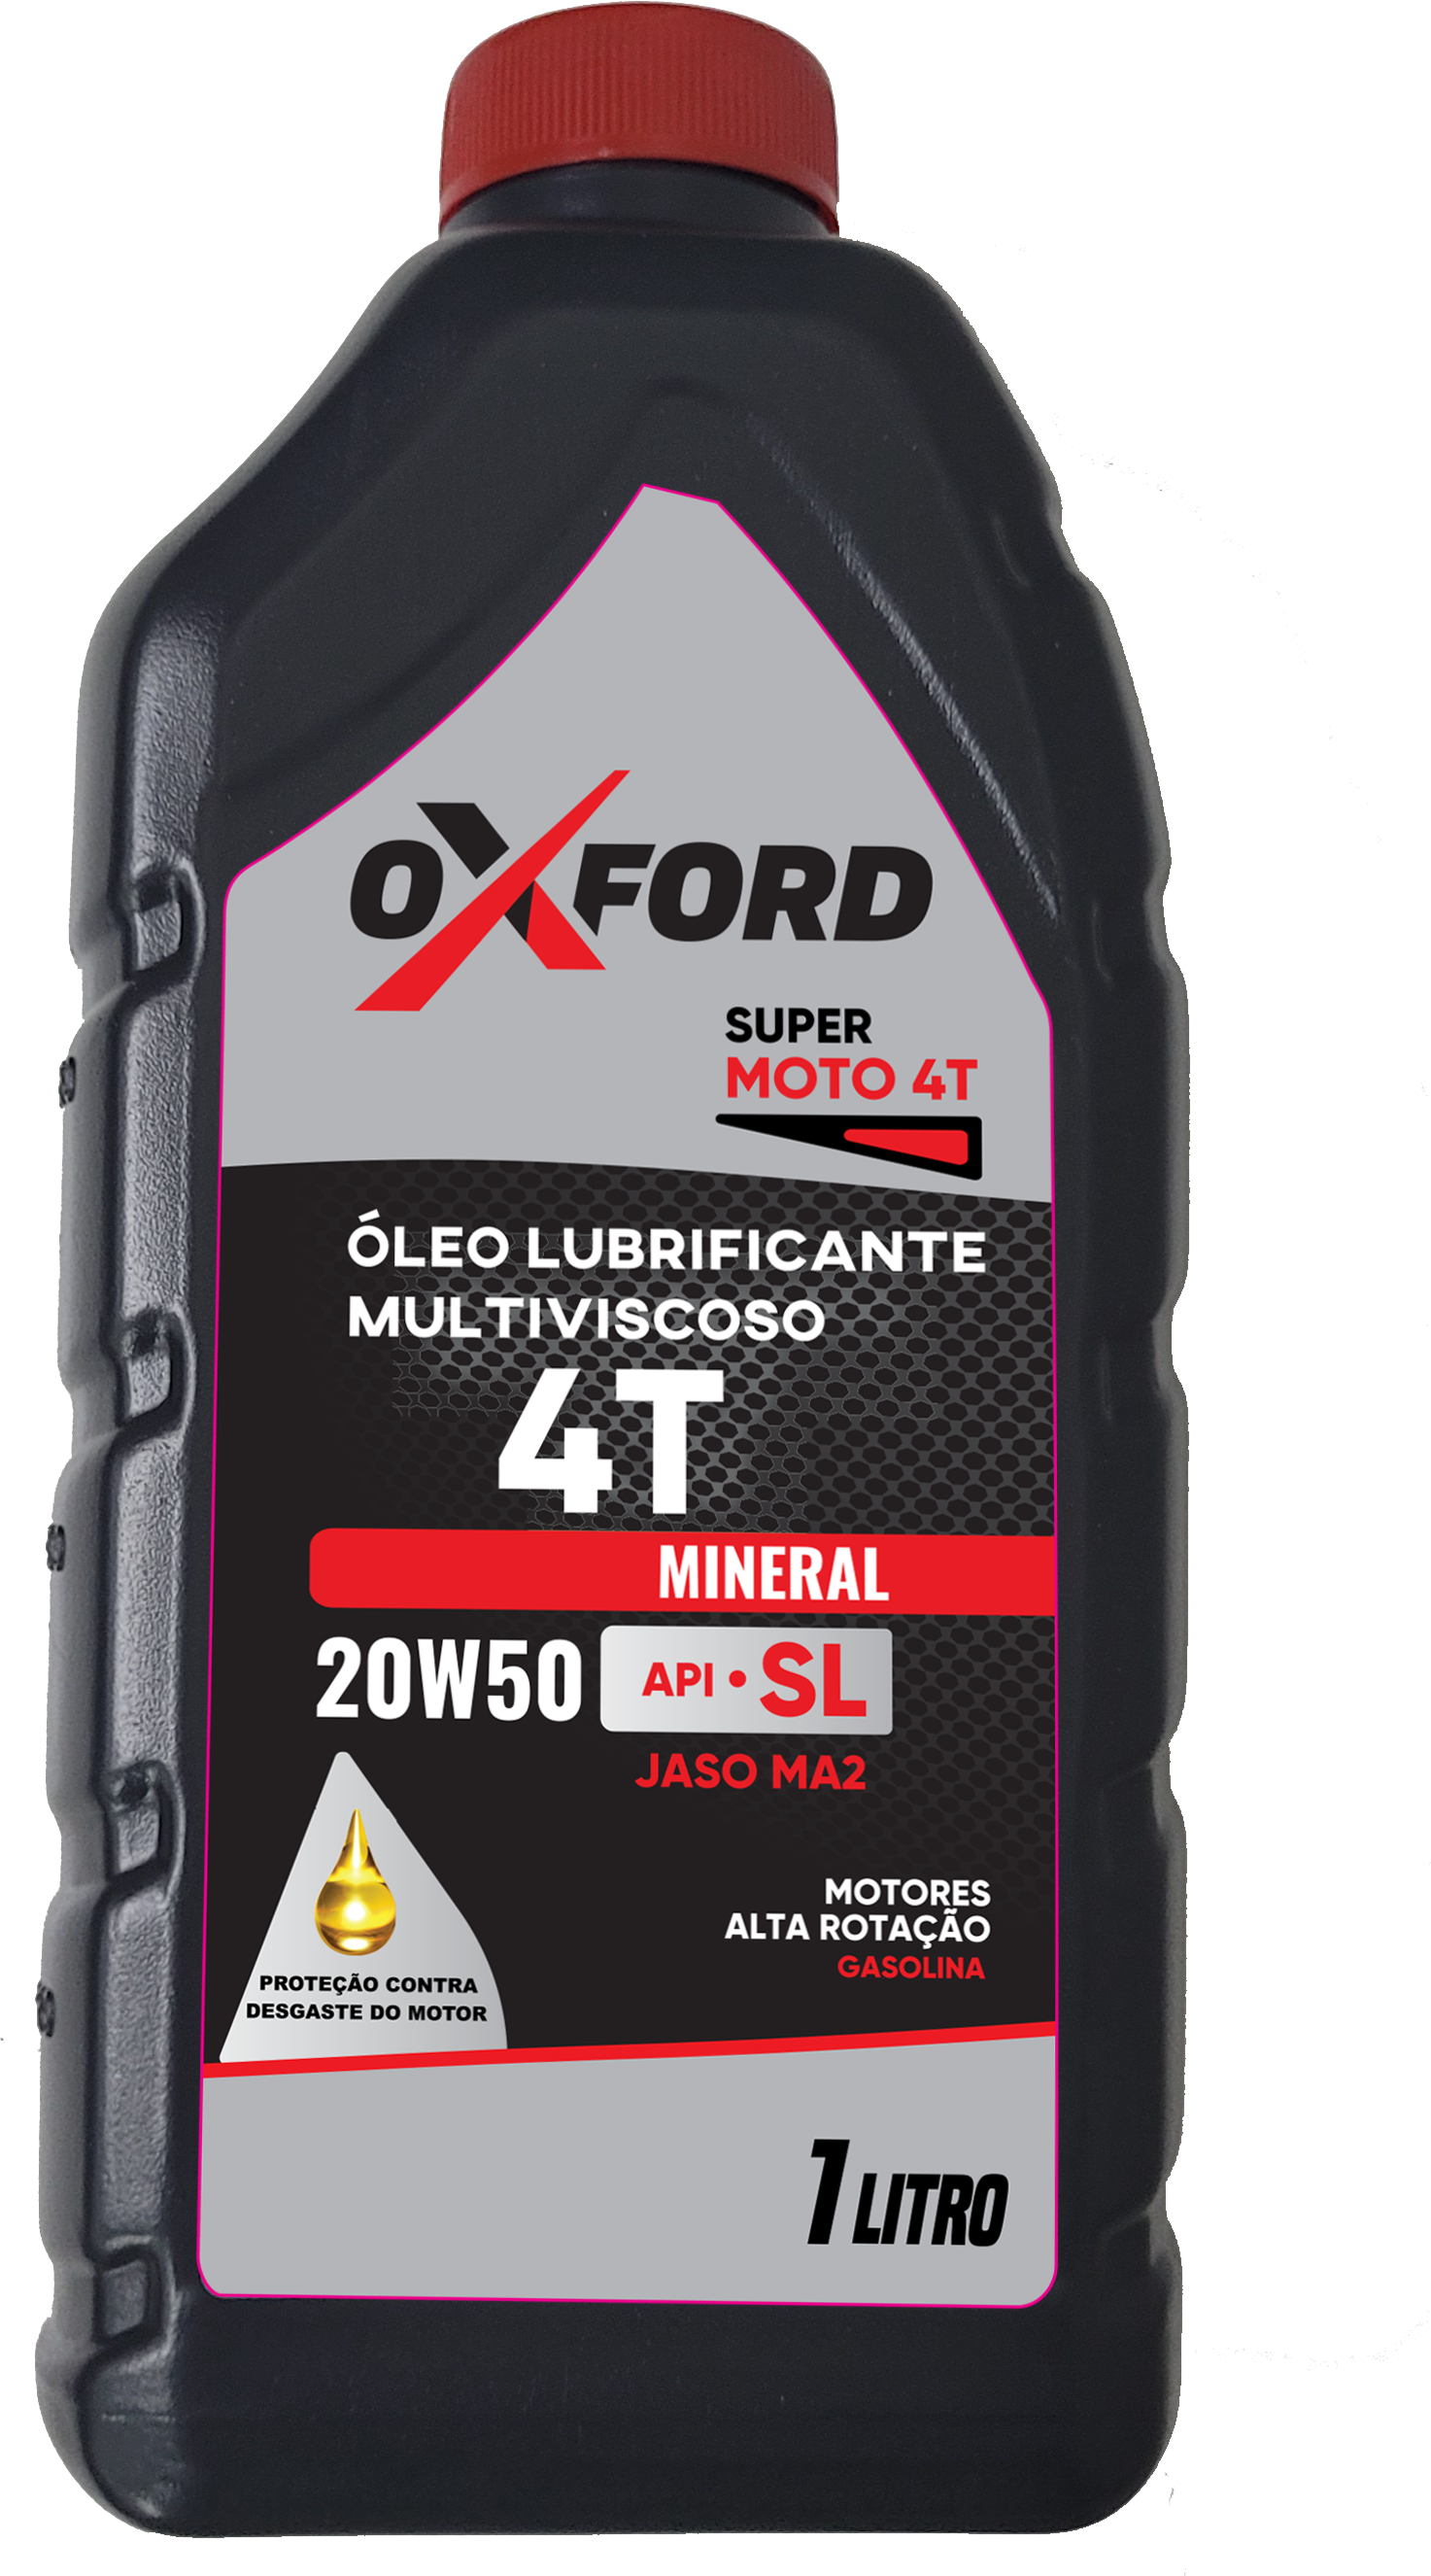 OXFORD
SUPER
MOTO 4T
ÓLEO LUBRIFICANTE
MULTIVISCOSO
4T
MINERAL
20W50 API • SL
JASO MA2
MOTORES
ALTA ROTAÇÃO
GASOLINA
PROTEÇÃO CONTRA
DESGASTE DO MOTOR
1 LITRO